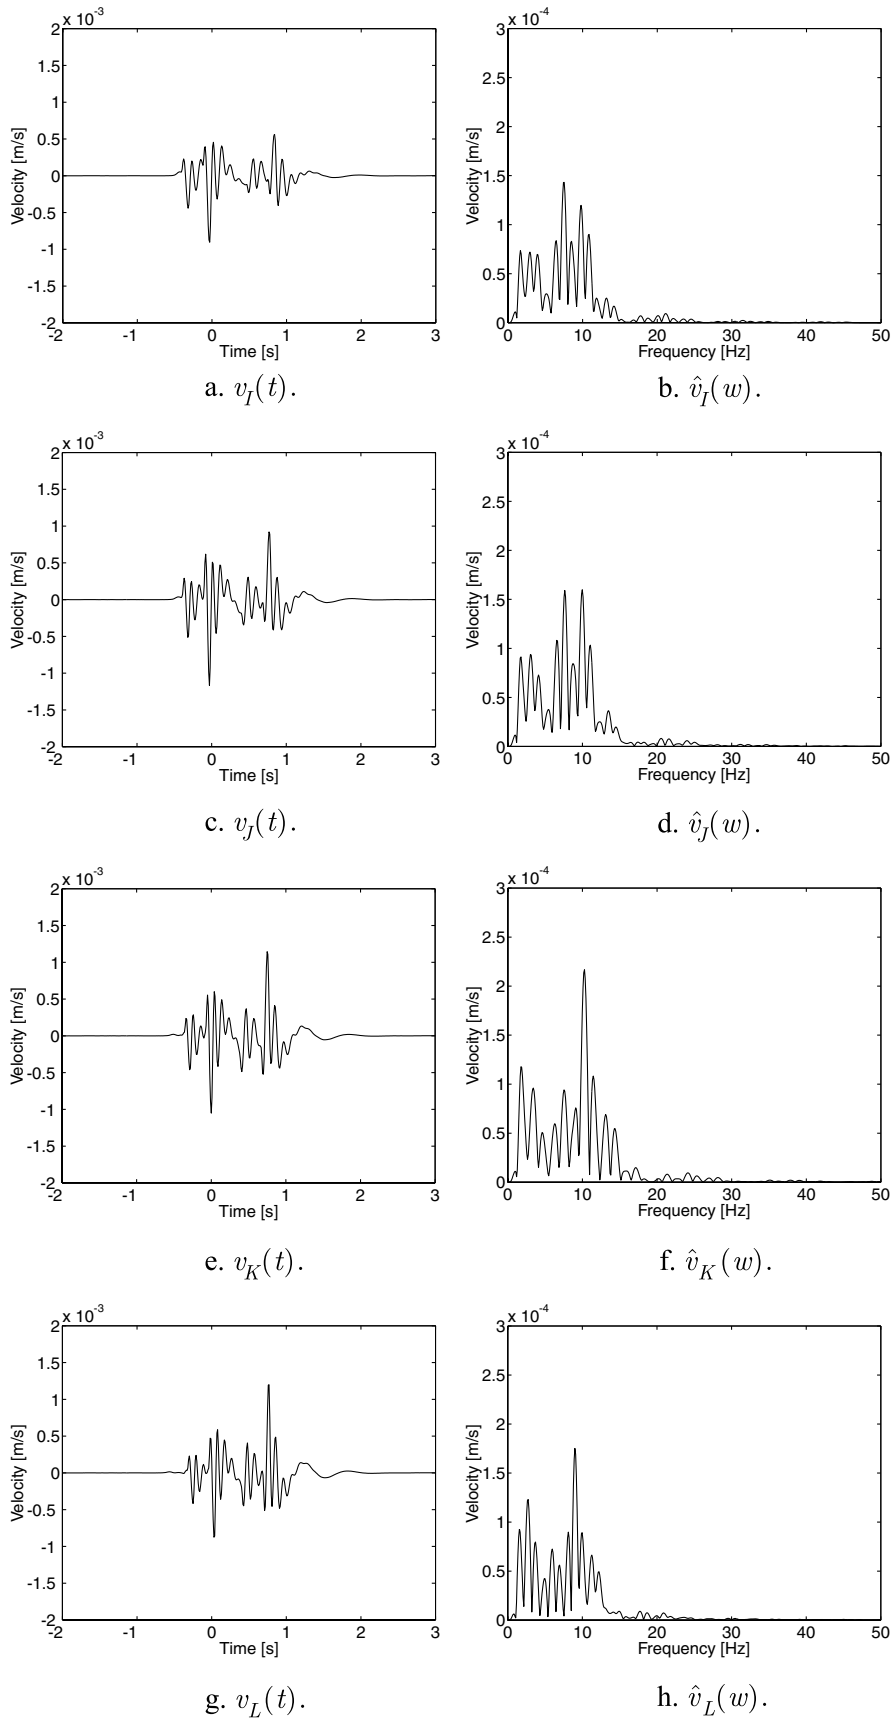 x 10-3
2
1.5
1
0.5
0
-0.5
-1
-1.5
-2
Velocity [m/s]
-2 -1 0 1 2 3
Time [s]
a. vI(t).
x 10-4
3
2.5
2
1.5
1
0.5
0
Velocity [m/s]
0 10 20 30 40 50
Frequency [Hz]
b. v̂I(w).
x 10-3
2
1.5
1
0.5
0
-0.5
-1
-1.5
-2
Velocity [m/s]
-2 -1 0 1 2 3
Time [s]
c. vJ(t).
x 10-4
3
2.5
2
1.5
1
0.5
0
Velocity [m/s]
0 10 20 30 40 50
Frequency [Hz]
d. v̂J(w).
x 10-3
2
1.5
1
0.5
0
-0.5
-1
-1.5
-2
Velocity [m/s]
-2 -1 0 1 2 3
Time [s]
e. vK(t).
x 10-4
3
2.5
2
1.5
1
0.5
0
Velocity [m/s]
0 10 20 30 40 50
Frequency [Hz]
f. v̂K(w).
x 10-3
2
1.5
1
0.5
0
-0.5
-1
-1.5
-2
Velocity [m/s]
-2 -1 0 1 2 3
Time [s]
g. vL(t).
x 10-4
3
2.5
2
1.5
1
0.5
0
Velocity [m/s]
0 10 20 30 40 50
Frequency [Hz]
h. v̂L(w).